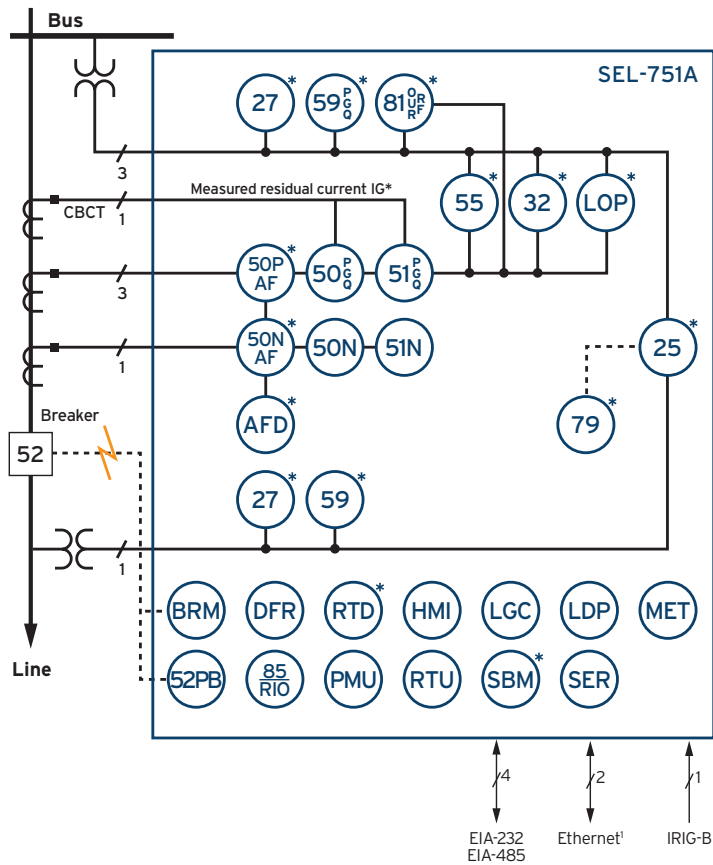 Bus
SEL-751A
27*
59 P G Q *
81 O U R RF *
3
Measured residual current IG*
CBCT
1
55*
32*
LOP*
50P AF *
50 P G Q
51 P G Q
3
50N AF *
50N
51N
1
25*
Breaker
AFD*
79*
52
27*
59*
1
BRM
DFR
RTD*
HMI
LGC
LDP
MET
Line
52PB
85 RIO
PMU
RTU
SBM*
SER
4
2
1
EIA-232
EIA-485
Ethernet¹
IRIG-B